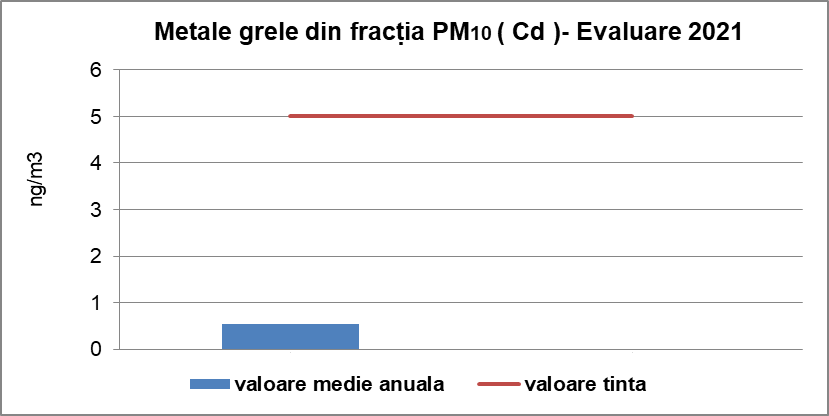 Metale grele din fracția PM10 ( Cd )- Evaluare 2021
6
5
4
3
2
1
0
ng/m3
valoare medie anuala
valoare tinta